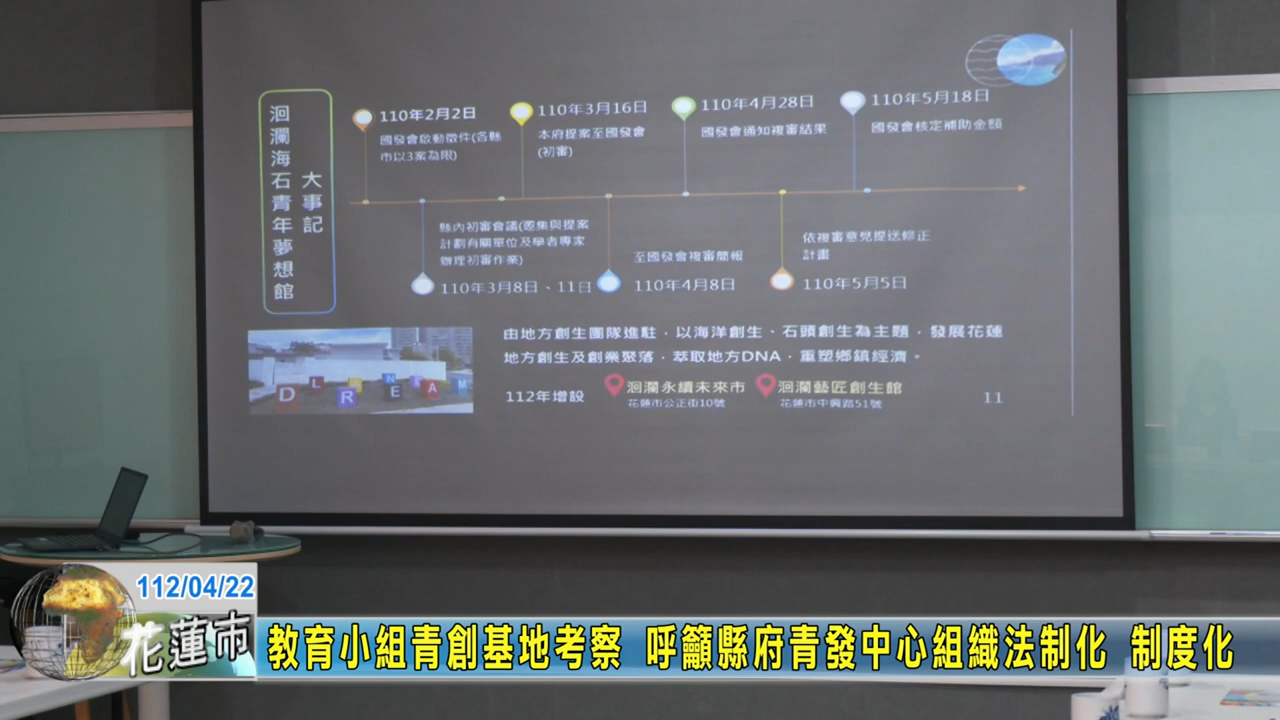 洄瀾海石青年夢想館
大事記
110年2月2日
國發會啟動徵件(各縣
市以3案為限)
110年3月16日
本府提案至國發會
(初審)
110年4月28日
國發會通知複審結果
110年5月18日
國發會核定補助金額
縣內初審會議(邀集與提案
計劃有關單位及學者專家
辦理初審作業)
110年3月8日、11日
至國發會複審簡報
110年4月8日
依複審意見提送修正
計畫
110年5月5日
由地方創生團隊進駐，以海洋創生、石頭創生為主題，發展花蓮
地方創生及創業聚落，萃取地方DNA，重塑鄉鎮經濟。
112年增設
洄瀾永續未來市
花蓮市公正街10號
洄瀾藝匠創生館
花蓮市中興路51號
11
112/04/22
花蓮市
教育小組青創基地考察 呼籲縣府青發中心組織法制化 制度化